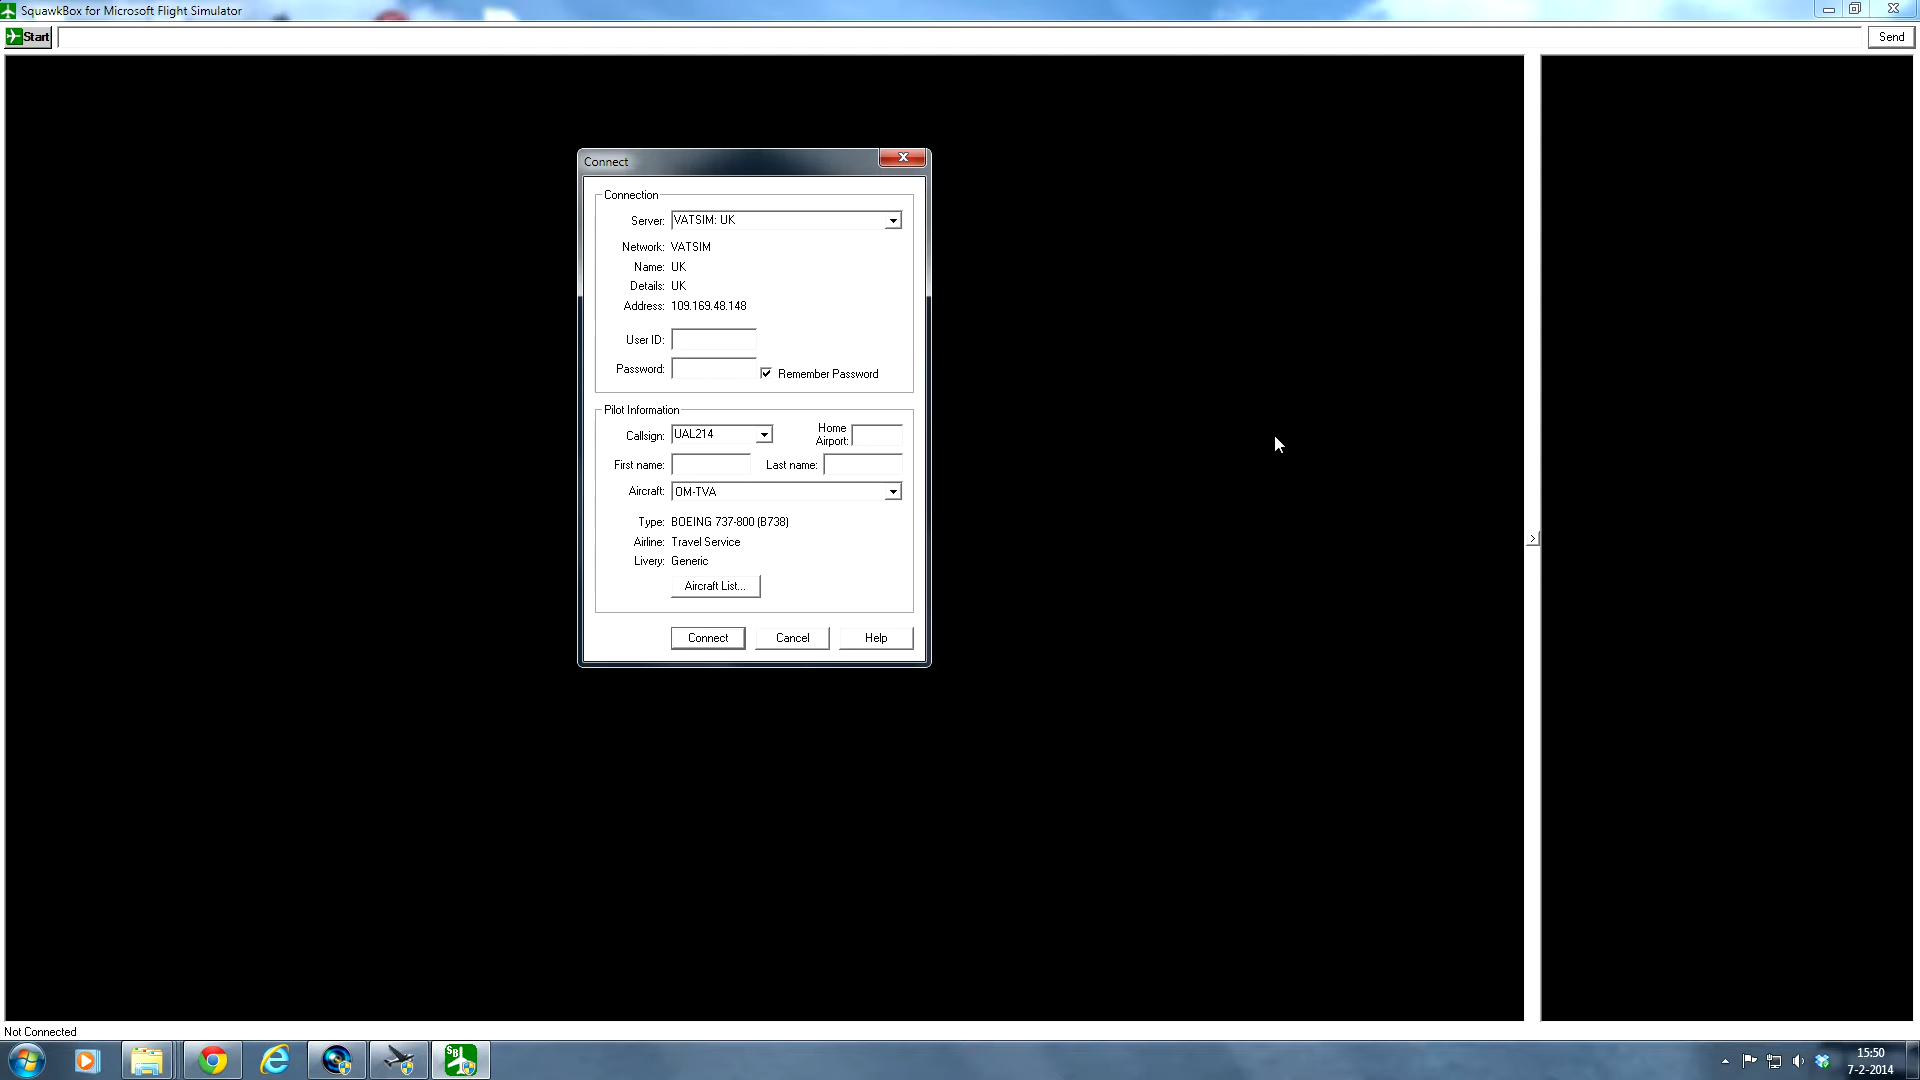 SquawkBox for Microsoft Flight Simulator
Start
Send
Connect
Connection
Server: VATSIM: UK
Network: VATSIM
Name: UK
Details: UK
Address: 109.169.48.148
User ID:
Password:
Remember Password
Pilot Information
Callsign: UAL214
Home Airport:
First name:
Last name:
Aircraft: OM-TVA
Type: BOEING 737-800 (B738)
Airline: Travel Service
Livery: Generic
Aircraft List...
Connect Cancel Help
Not Connected
SB
15:50
7-2-2014